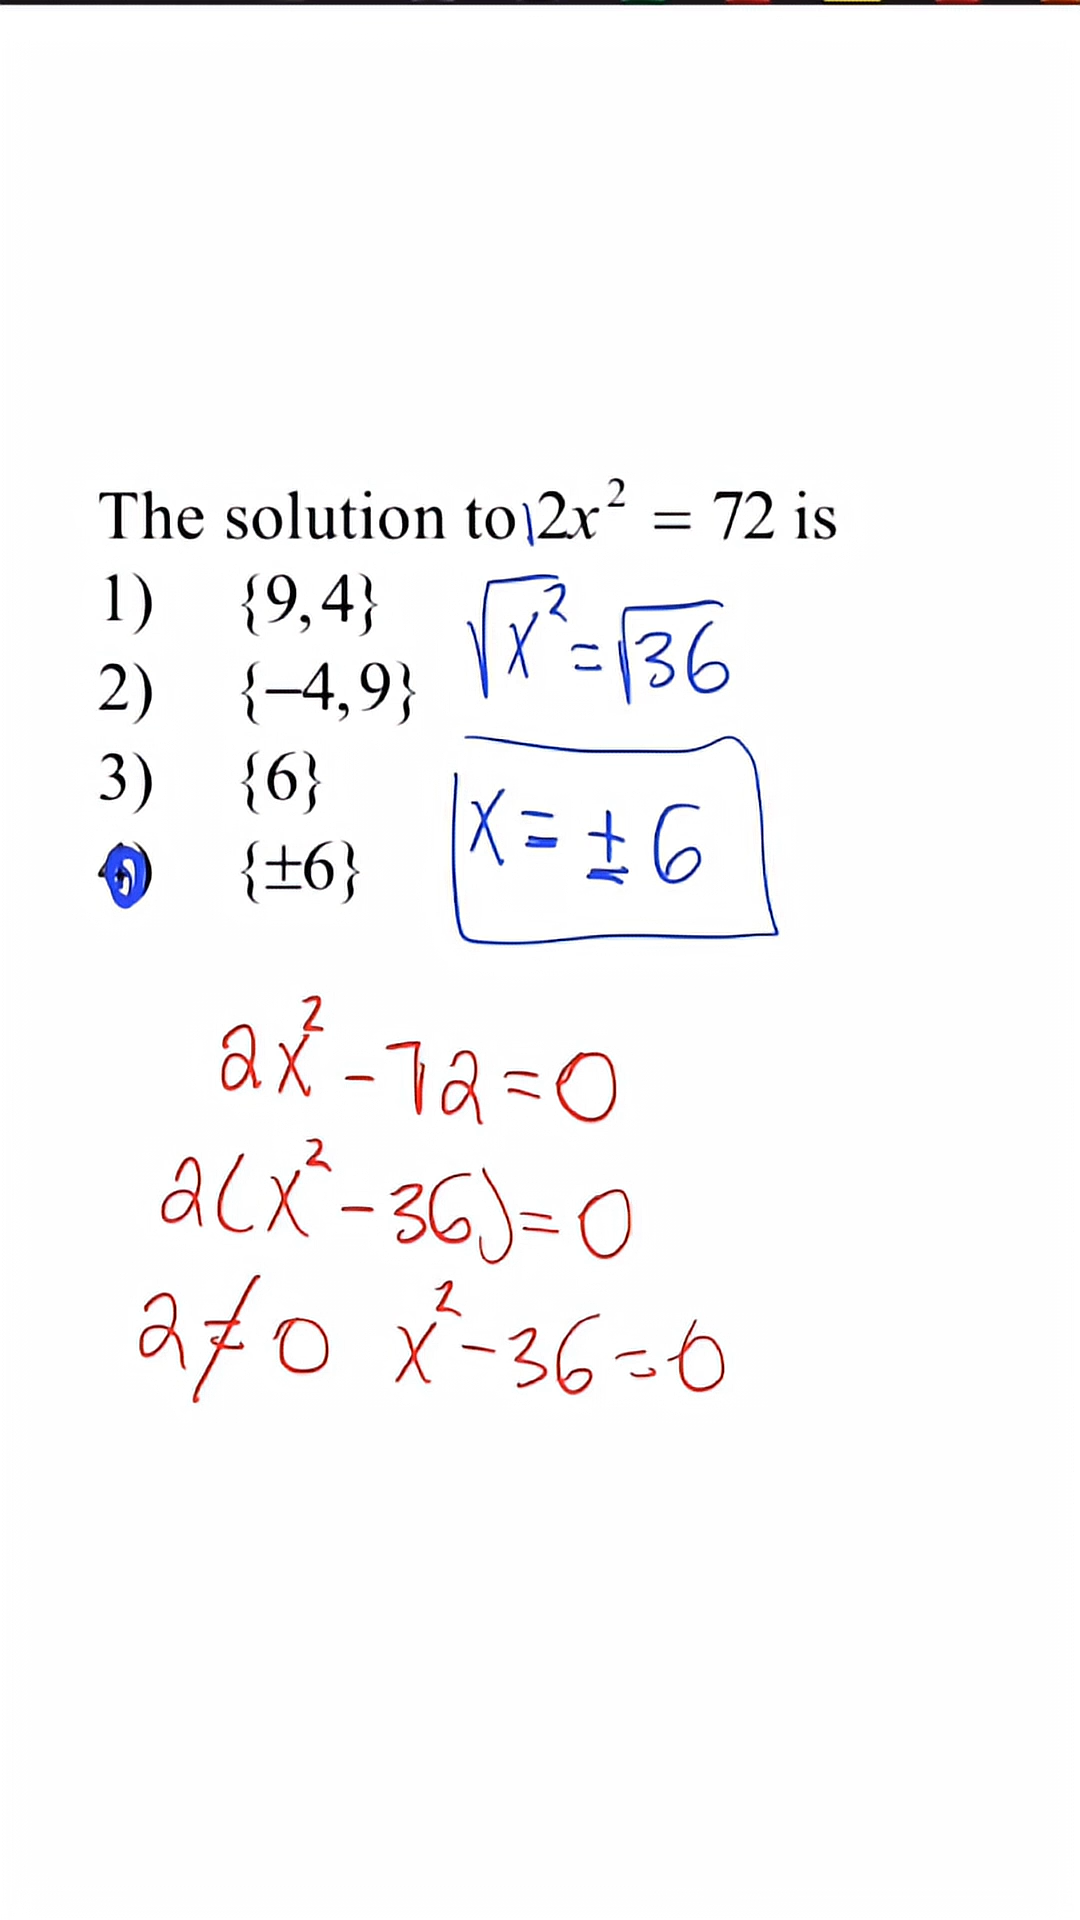 The solution to 2x² = 72 is
1) {9,4}
√x² = √36
2) {–4,9}
3) {6}
x = ± 6
4) {±6}
2x² - 72 = 0
2(x² - 36) = 0
2 ≠ 0 x² - 36 = 0